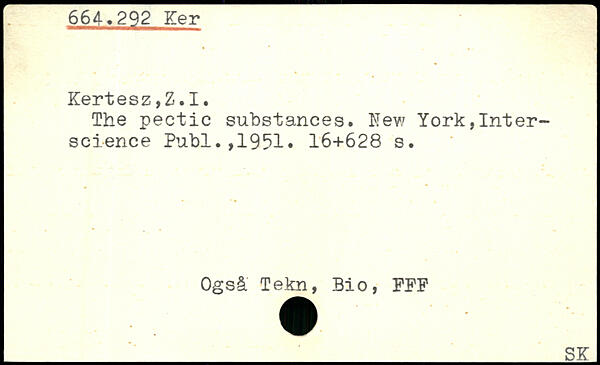 664.292 Ker
Kertesz,Z.I.
The pectic substances. New York,Inter-
science Publ.,1951. 16+628 s.
Også Tekn, Bio, FFF
SK